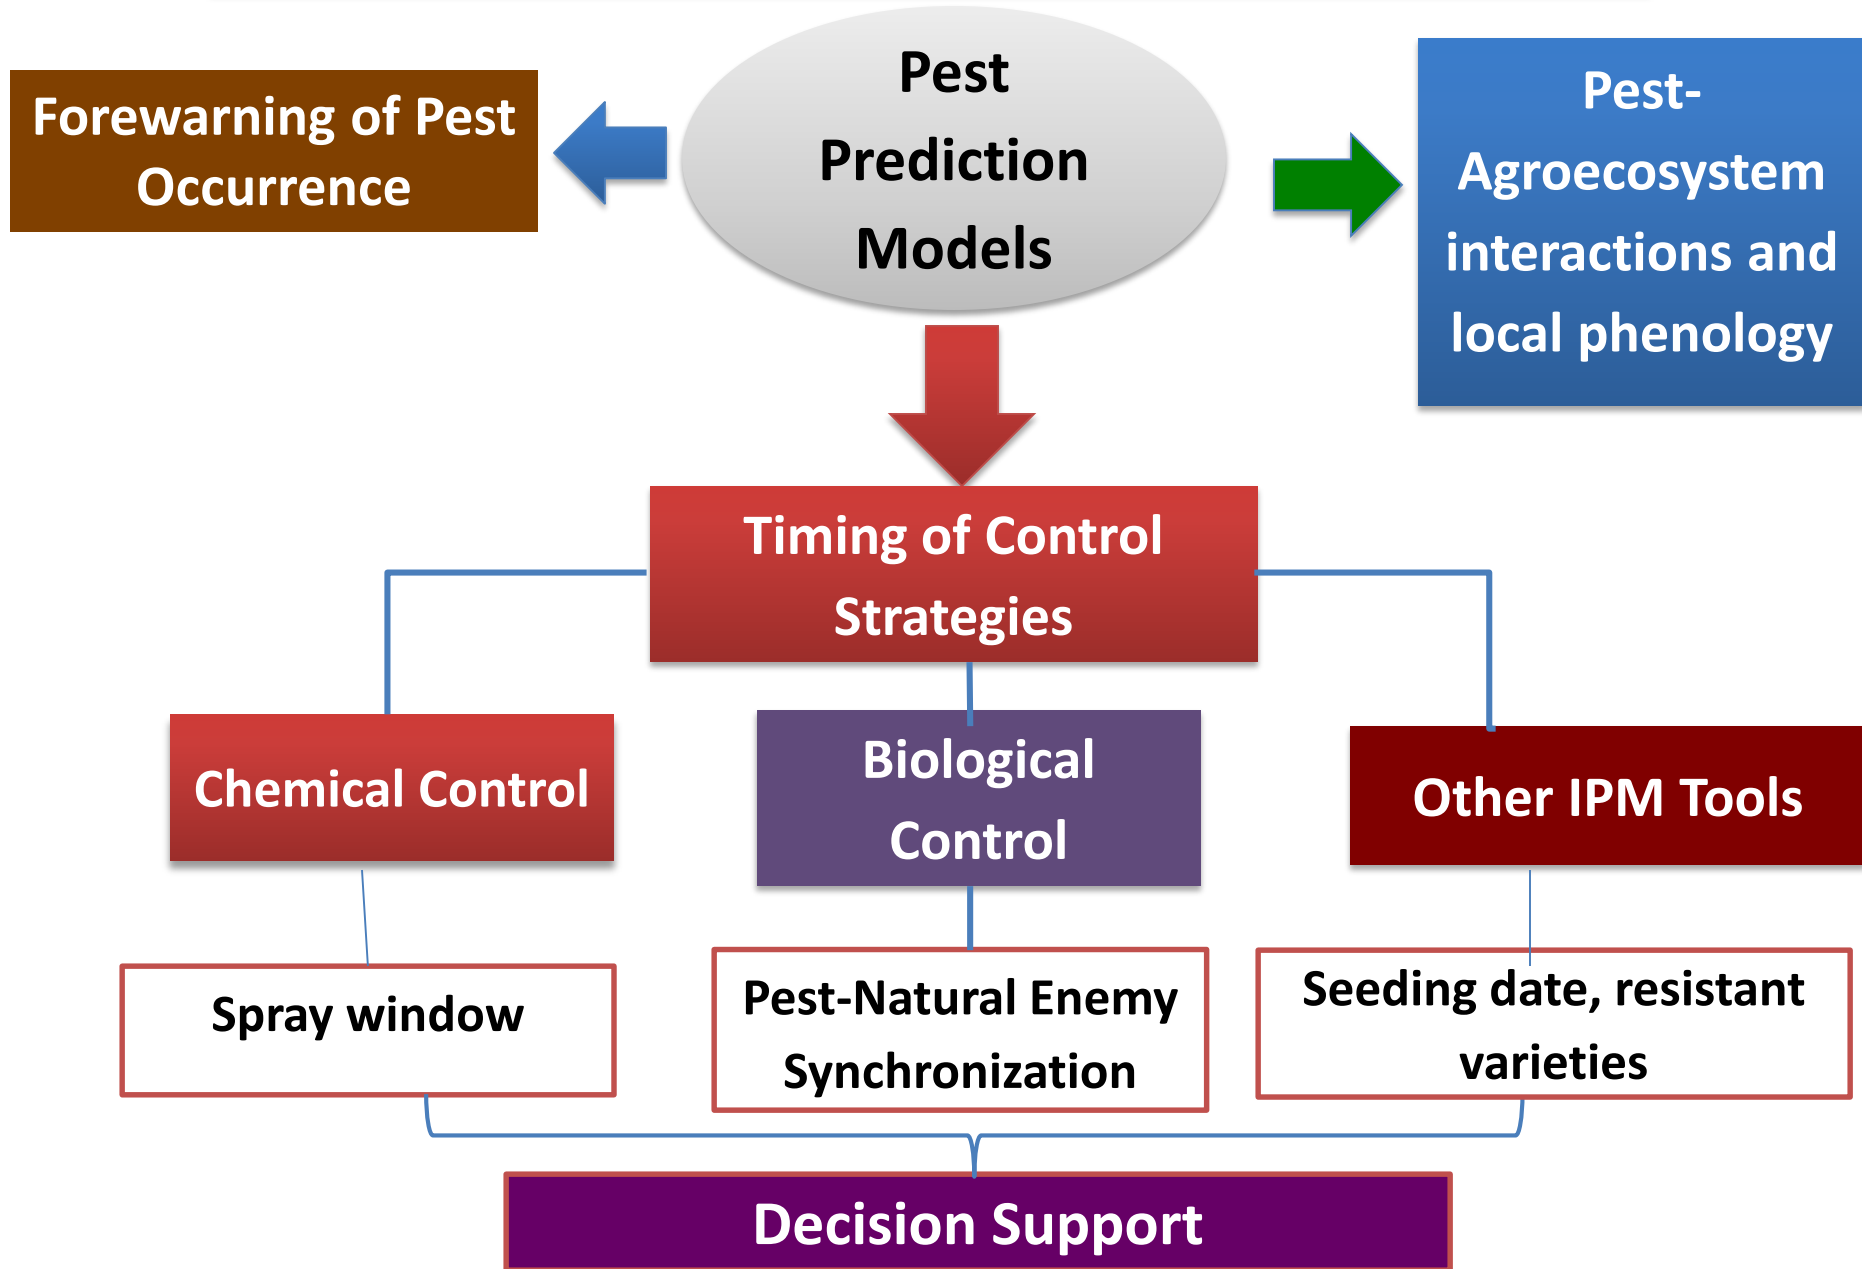 Pest
Prediction
Models
Forewarning of Pest
Occurrence
Pest-
Agroecosystem
interactions and
local phenology
Timing of Control
Strategies
Chemical Control
Biological
Control
Other IPM Tools
Spray window
Pest-Natural Enemy
Synchronization
Seeding date, resistant
varieties
Decision Support